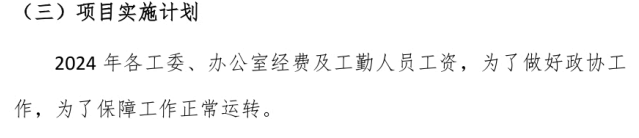 （三）项目实施计划
2024 年各工委、办公室经费及工勤人员工资，为了做好政协工
作，为了保障工作正常运转。